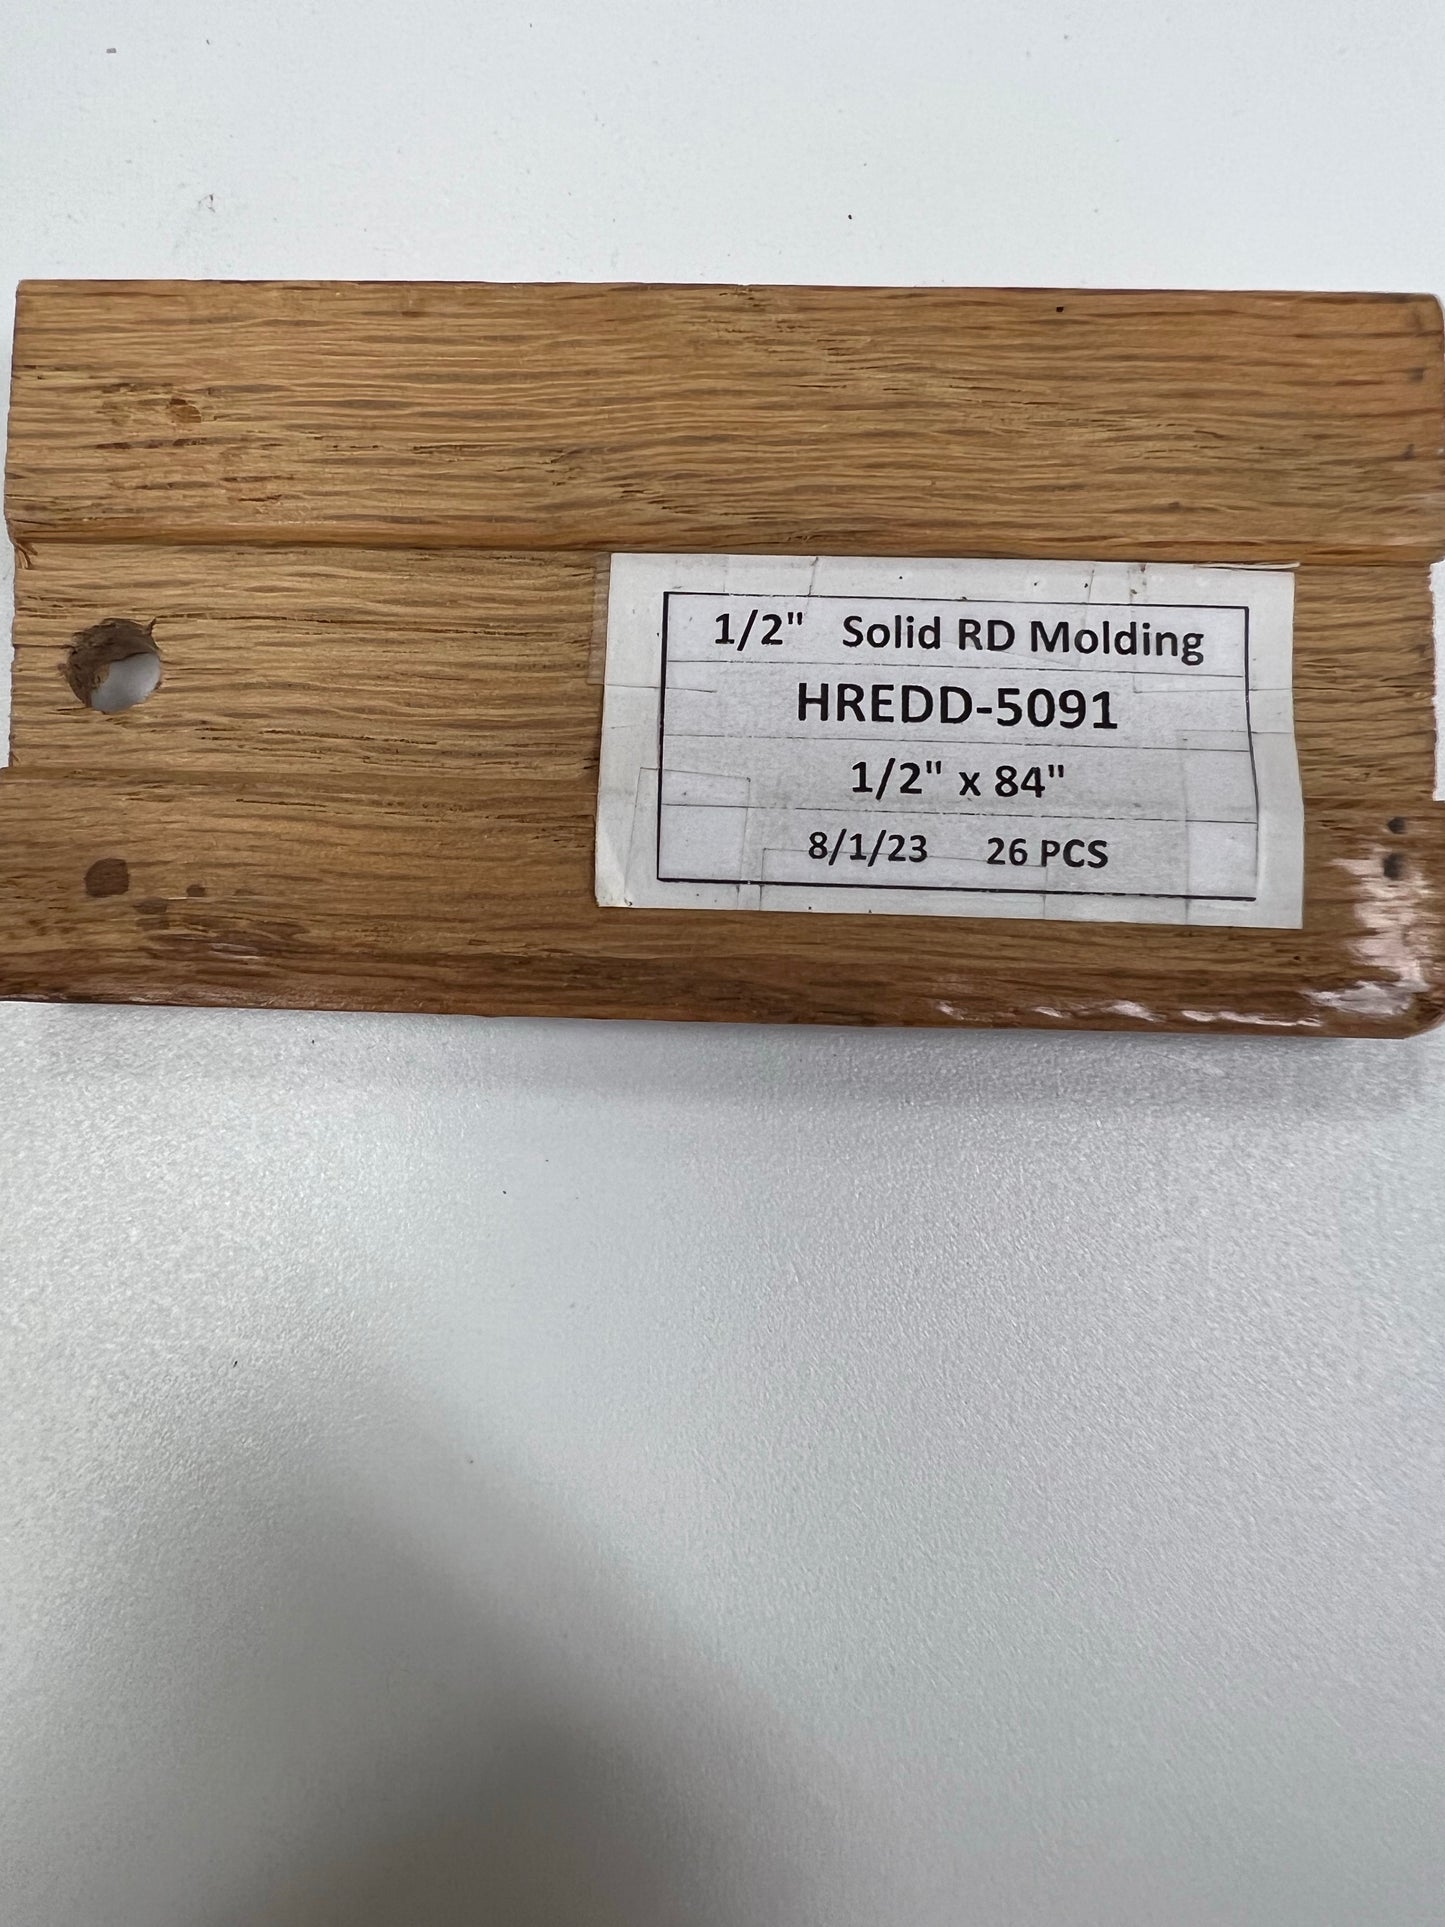 1/2" Solid RD Molding
HREDD-5091
1/2" x 84"
8/1/23 26 PCS